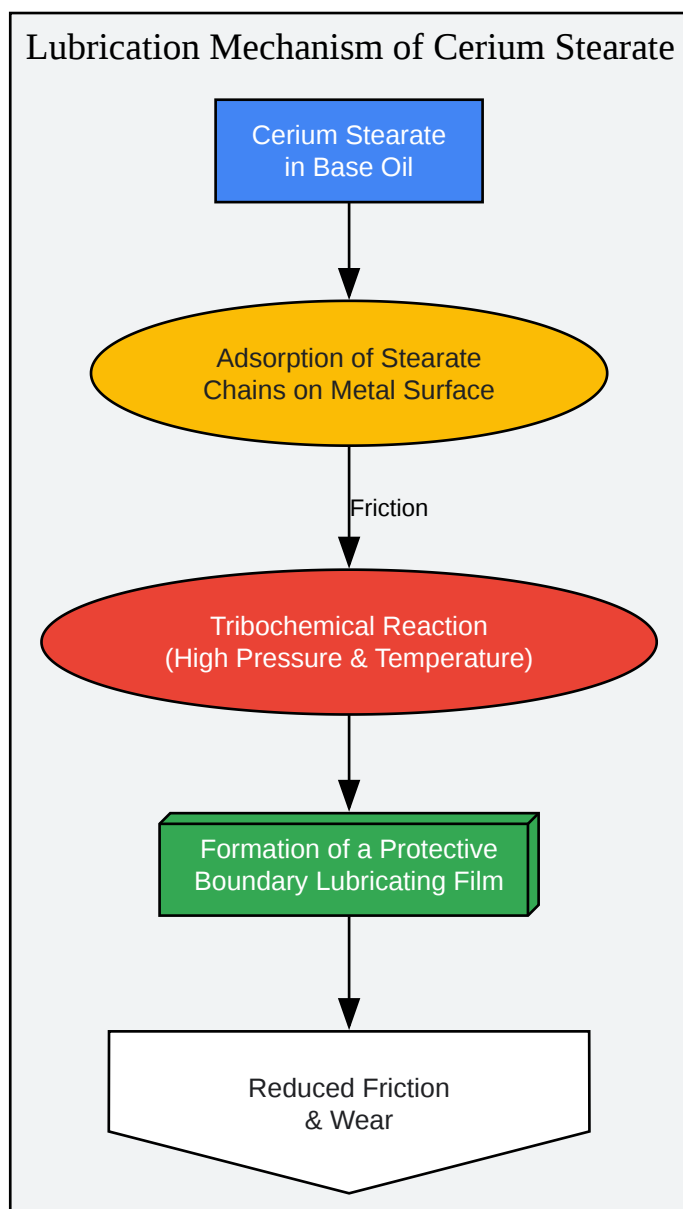 Lubrication Mechanism of Cerium Stearate
Cerium Stearate
in Base Oil
Adsorption of Stearate
Chains on Metal Surface
Friction
Tribochemical Reaction
(High Pressure & Temperature)
Formation of a Protective
Boundary Lubricating Film
Reduced Friction
& Wear